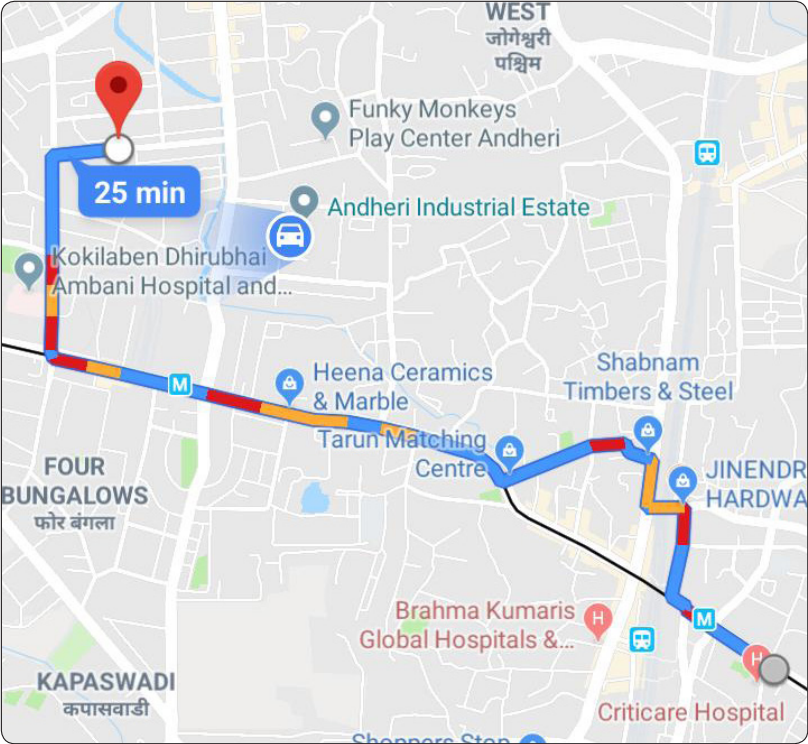 WEST
जोगेश्वरी
पश्चिम
Funky Monkeys
Play Center Andheri
25 min
Andheri Industrial Estate
Kokilaben Dhirubhai
Ambani Hospital and...
M
Heena Ceramics
& Marble
Shabnam
Timbers & Steel
Tarun Matching
Centre
FOUR
BUNGALOWS
फोर बंगला
JINENDR
HARDWA
Brahma Kumaris
Global Hospitals &...
H
M
H
KAPASWADI
कपासवाडी
Criticare Hospital
Shoppers Stop